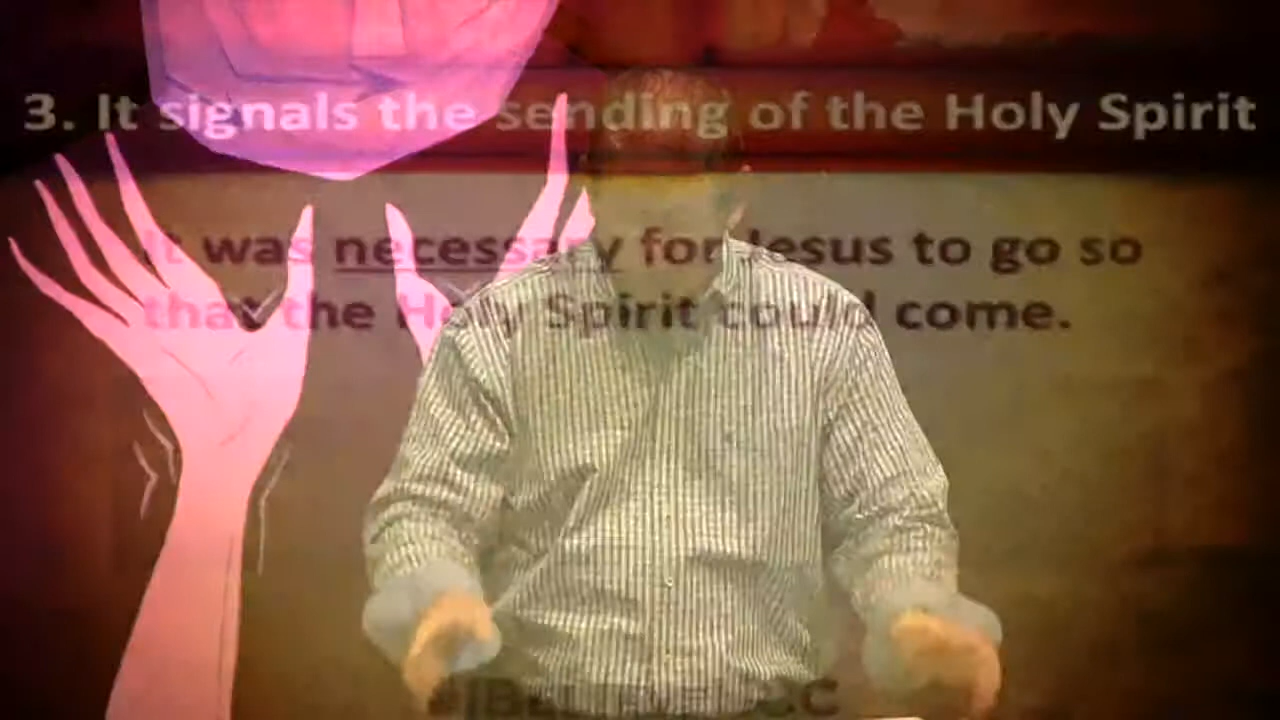 3. It signals the sending of the Holy Spirit
It was necessary for Jesus to go so
that the Holy Spirit could come.